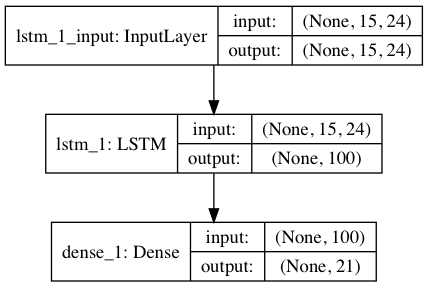 lstm_1_input: InputLayer
input:
(None, 15, 24)
output:
(None, 15, 24)
lstm_1: LSTM
input:
(None, 15, 24)
output:
(None, 100)
dense_1: Dense
input:
(None, 100)
output:
(None, 21)